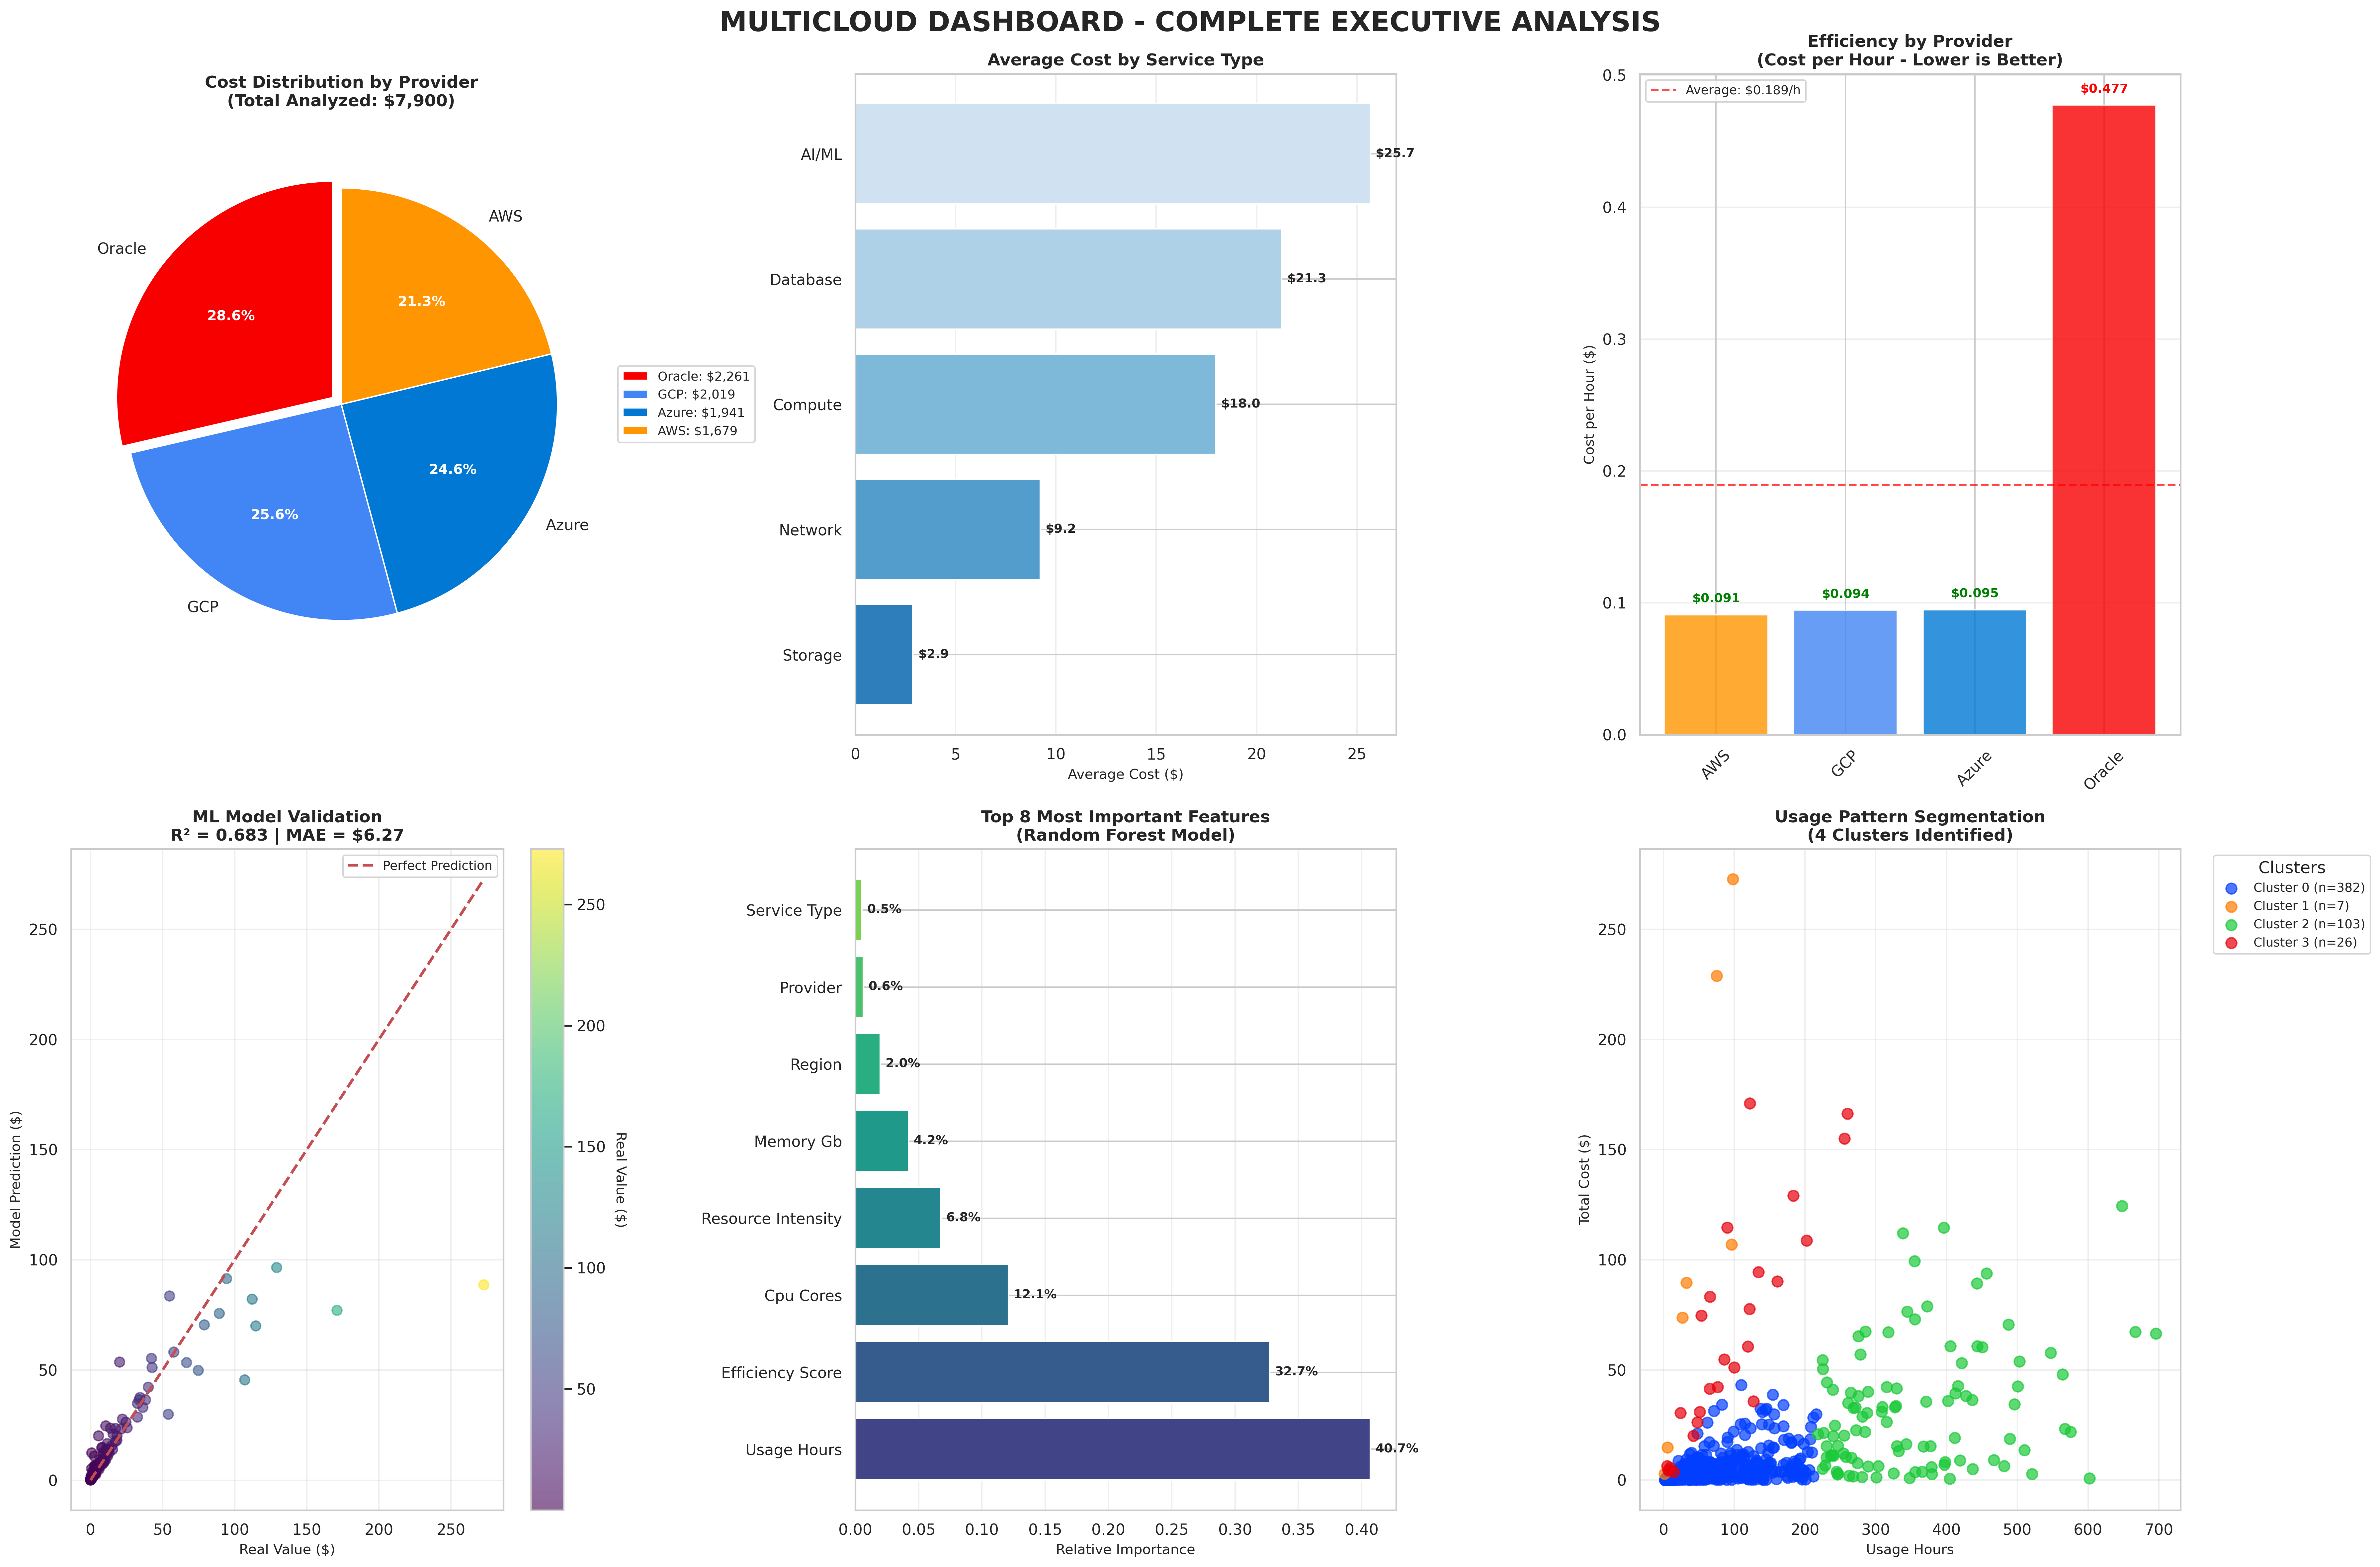 MULTICLOUD DASHBOARD - COMPLETE EXECUTIVE ANALYSIS
Cost Distribution by Provider
(Total Analyzed: $7,900)
Oracle
AWS
Azure
GCP
28.6%
21.3%
24.6%
25.6%
Oracle: $2,261
GCP: $2,019
Azure: $1,941
AWS: $1,679
Average Cost by Service Type
AI/ML
$25.7
Database
$21.3
Compute
$18.0
Network
$9.2
Storage
$2.9
0 5 10 15 20 25
Average Cost ($)
Efficiency by Provider
(Cost per Hour - Lower is Better)
Average: $0.189/h
Cost per Hour ($)
0.5
0.4
0.3
0.2
0.1
0.0
$0.091
$0.094
$0.095
$0.477
AWS
GCP
Azure
Oracle
ML Model Validation
R² = 0.683 | MAE = $6.27
Perfect Prediction
Model Prediction ($)
250
200
150
100
50
0
0 50 100 150 200 250
Real Value ($)
250
200
150
100
50
Real Value ($)
Top 8 Most Important Features
(Random Forest Model)
Service Type
0.5%
Provider
0.6%
Region
2.0%
Memory Gb
4.2%
Resource Intensity
6.8%
Cpu Cores
12.1%
Efficiency Score
32.7%
Usage Hours
40.7%
0.00 0.05 0.10 0.15 0.20 0.25 0.30 0.35 0.40
Relative Importance
Usage Pattern Segmentation
(4 Clusters Identified)
Total Cost ($)
250
200
150
100
50
0
0 100 200 300 400 500 600 700
Usage Hours
Clusters
Cluster 0 (n=382)
Cluster 1 (n=7)
Cluster 2 (n=103)
Cluster 3 (n=26)